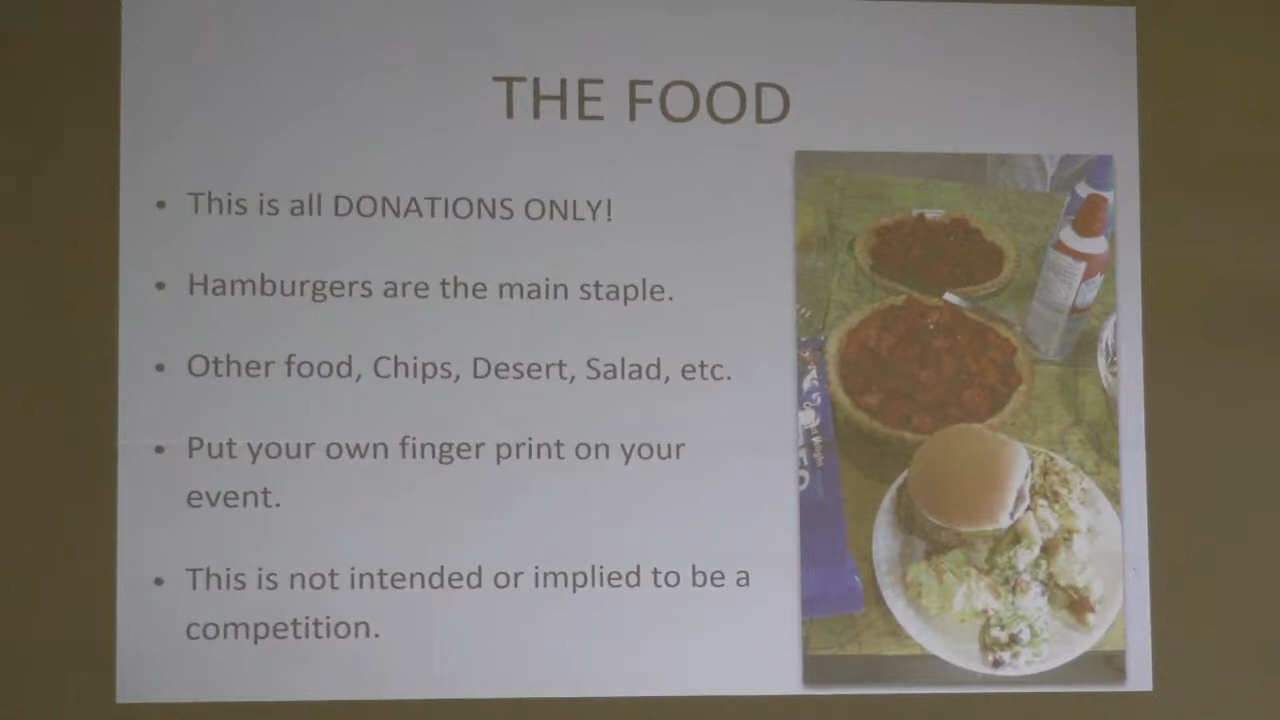 THE FOOD
• This is all DONATIONS ONLY!
• Hamburgers are the main staple.
• Other food, Chips, Desert, Salad, etc.
• Put your own finger print on your
event.
• This is not intended or implied to be a
competition.